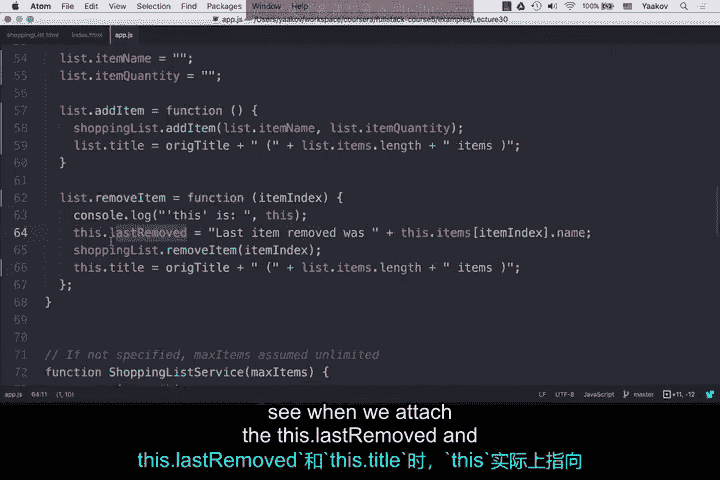 Atom File Edit View Selection Find Packages Window Help 100% Yaakov
app.js — /Users/yaakov/workspace/coursera/fullstack-course5/examples/Lecture30
shoppingList.html index.html app.js
54 list.itemName = "";
55 list.itemQuantity = "";
56
57 list.addItem = function () {
58 shoppingList.addItem(list.itemName, list.itemQuantity);
59 list.title = origTitle + " (" + list.items.length + " items )";
60 }
61
62 list.removeItem = function (itemIndex) {
63 console.log("'this' is: ", this);
64 this.lastRemoved = "Last item removed was " + this.items[itemIndex].name;
65 shoppingList.removeItem(itemIndex);
66 this.title = origTitle + " (" + list.items.length + " items )";
67 };
68 }
69
70
71 // If not specified, maxItems assumed unlimited
72 function ShoppingListService(maxItems) {
app.js 64:11 (1, 10) LF UTF-8 JavaScript master +11, -12
see when we attach
the this.lastRemoved and
this.lastRemoved`和`this.title`时，`this`实际上指向